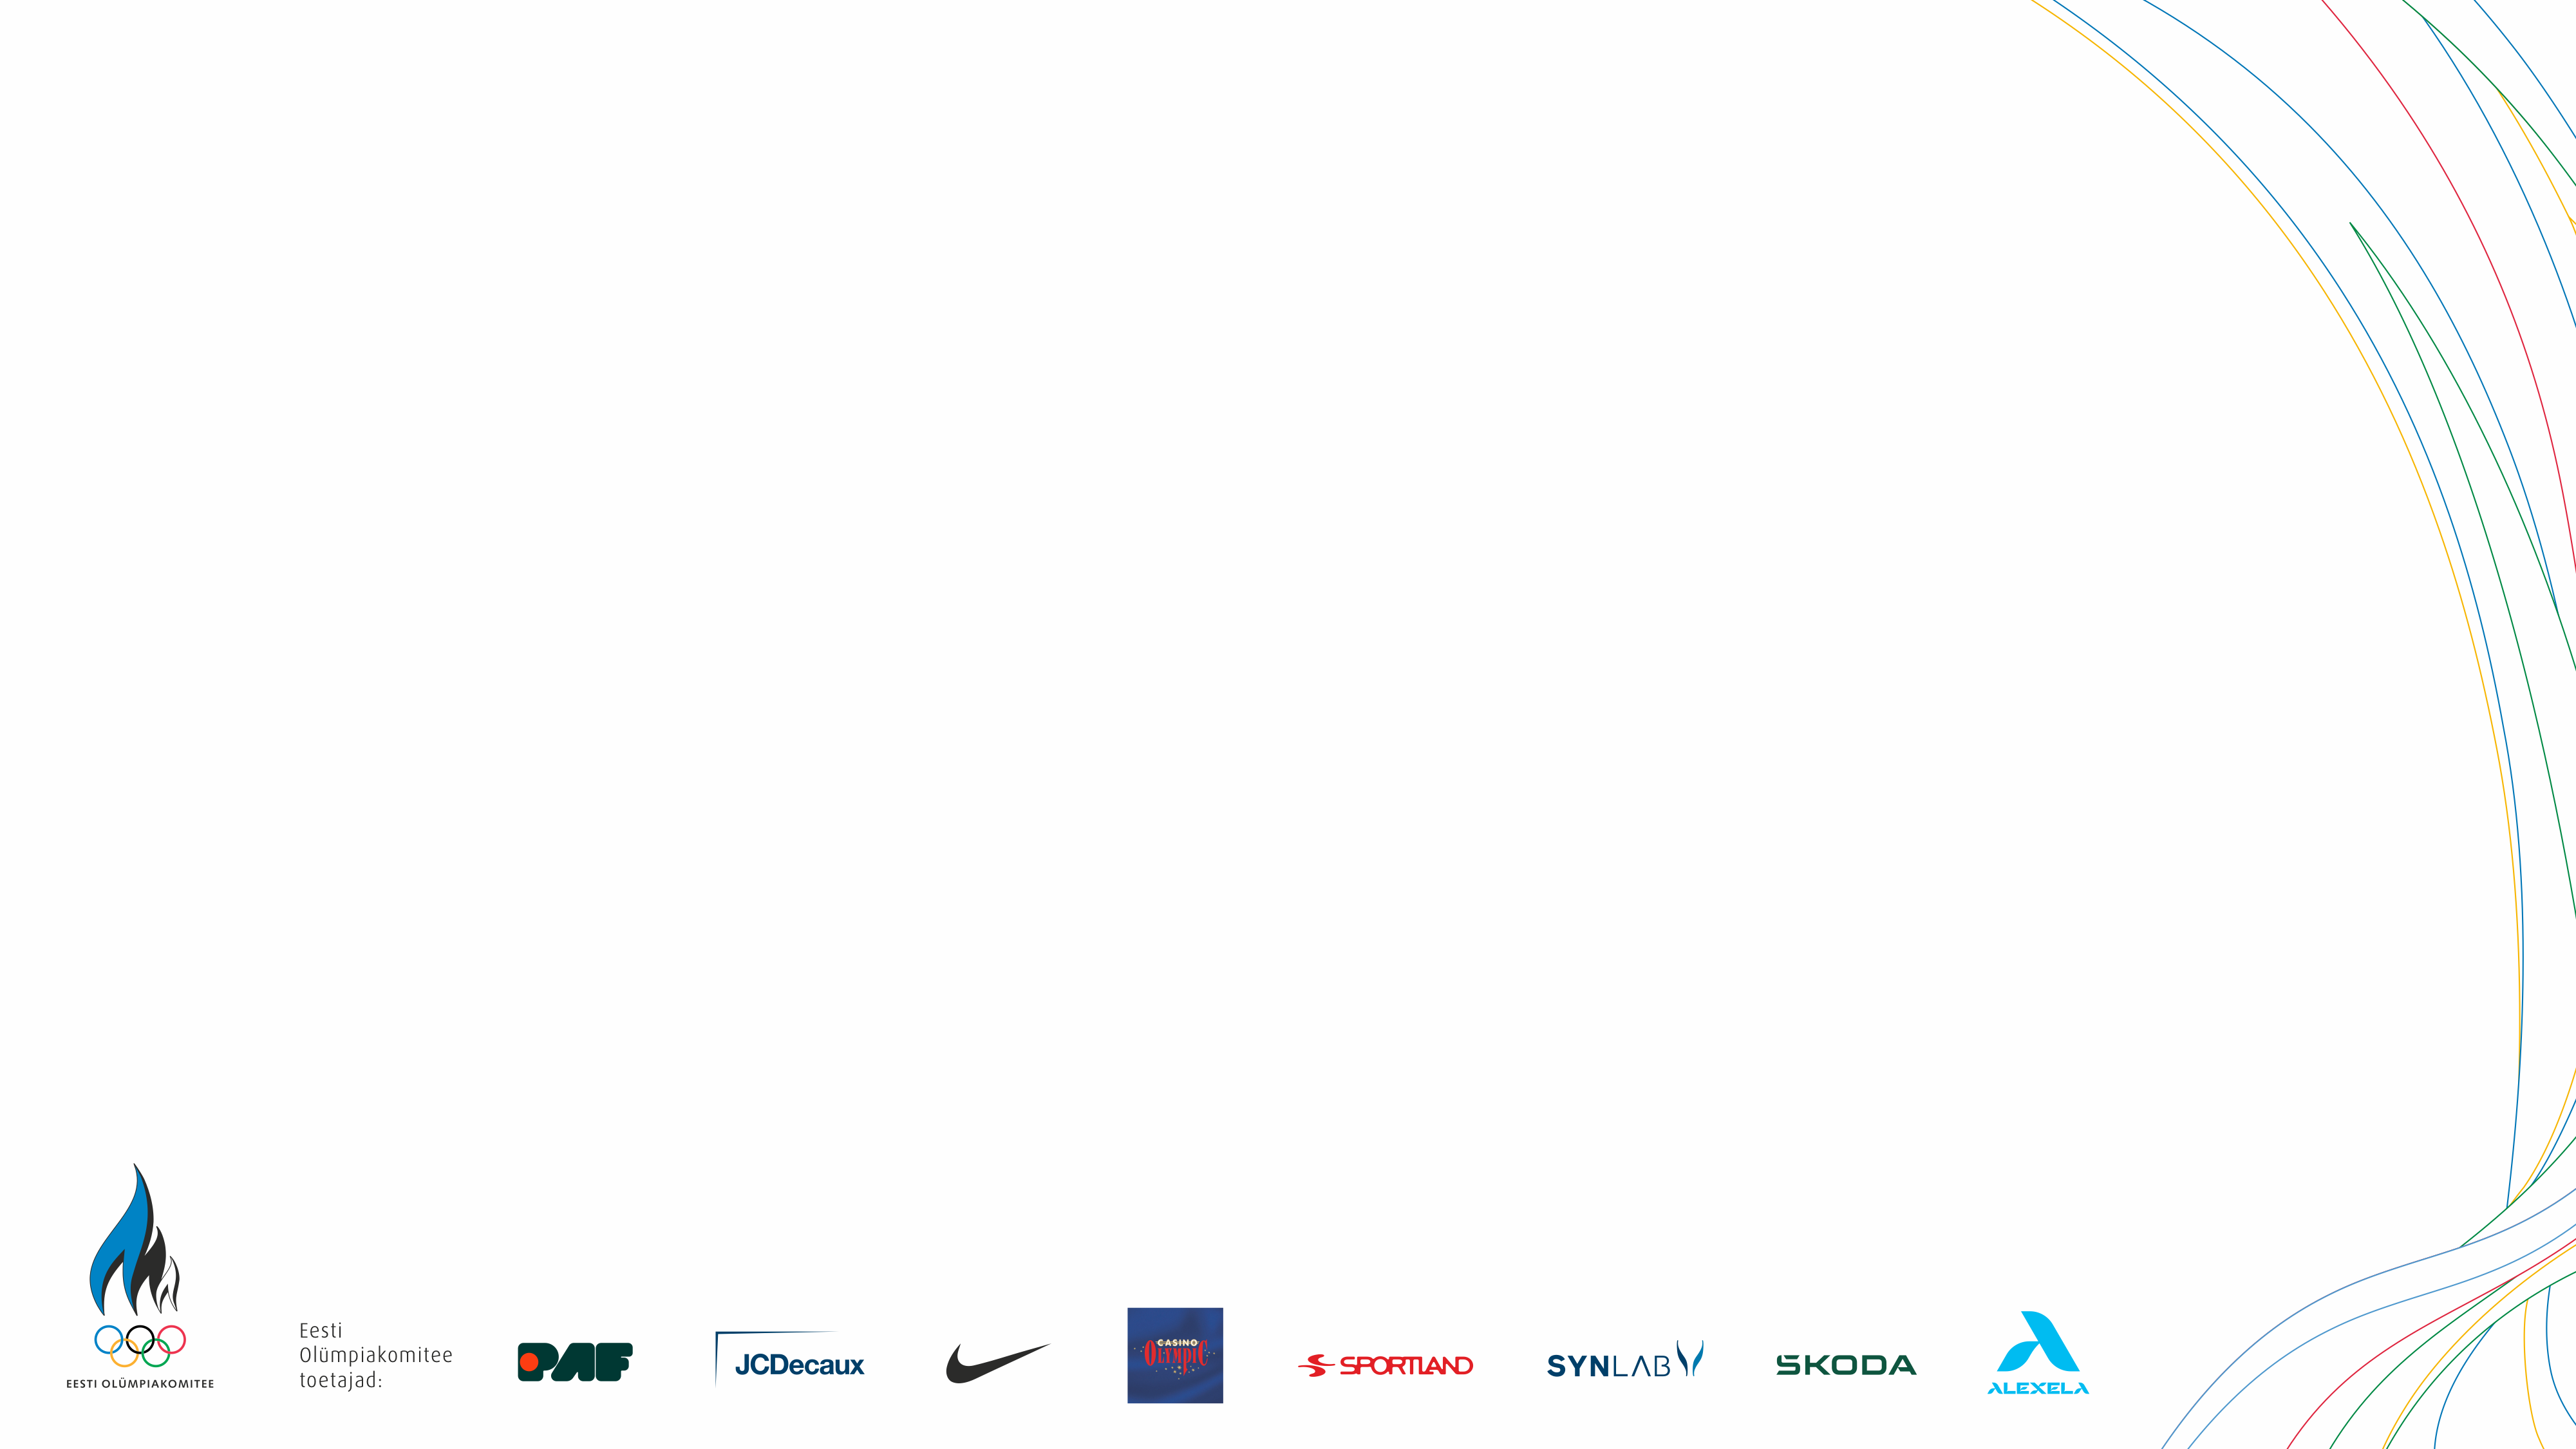 EESTI OLÜMPIAKOMITEE
Eesti
Olümpiakomitee
toetajad:
PAF
JCDecaux
CASINO
OLYMPIC
SPORTLAND
SYNLAB
ŠKODA
ALEXELA